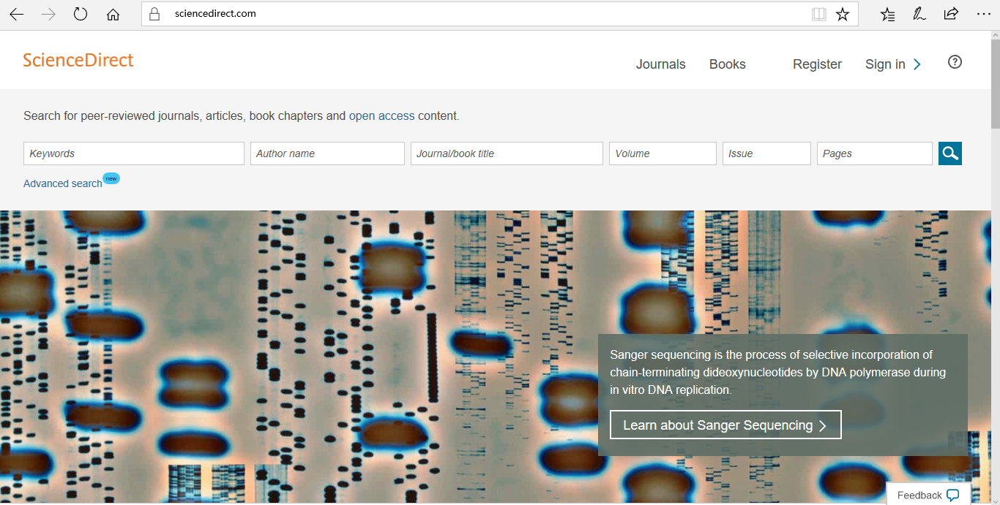 sciencedirect.com
ScienceDirect
Journals Books Register Sign in
Search for peer-reviewed journals, articles, book chapters and open access content.
Keywords Author name Journal/book title Volume Issue Pages
Advanced search new
Sanger sequencing is the process of selective incorporation of
chain-terminating dideoxynucleotides by DNA polymerase during
in vitro DNA replication.
Learn about Sanger Sequencing
Feedback